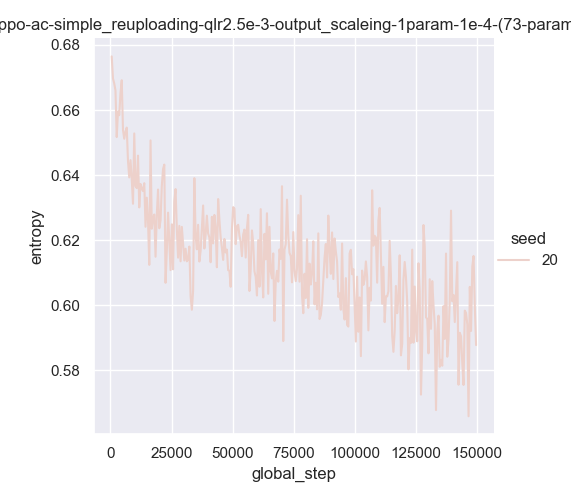 ppo-ac-simple_reuploading-qlr2.5e-3-output_scaleing-1param-1e-4-(73-param
0.68
0.66
0.64
0.62
0.60
0.58
entropy
0 25000 50000 75000 100000 125000 150000
global_step
seed
20